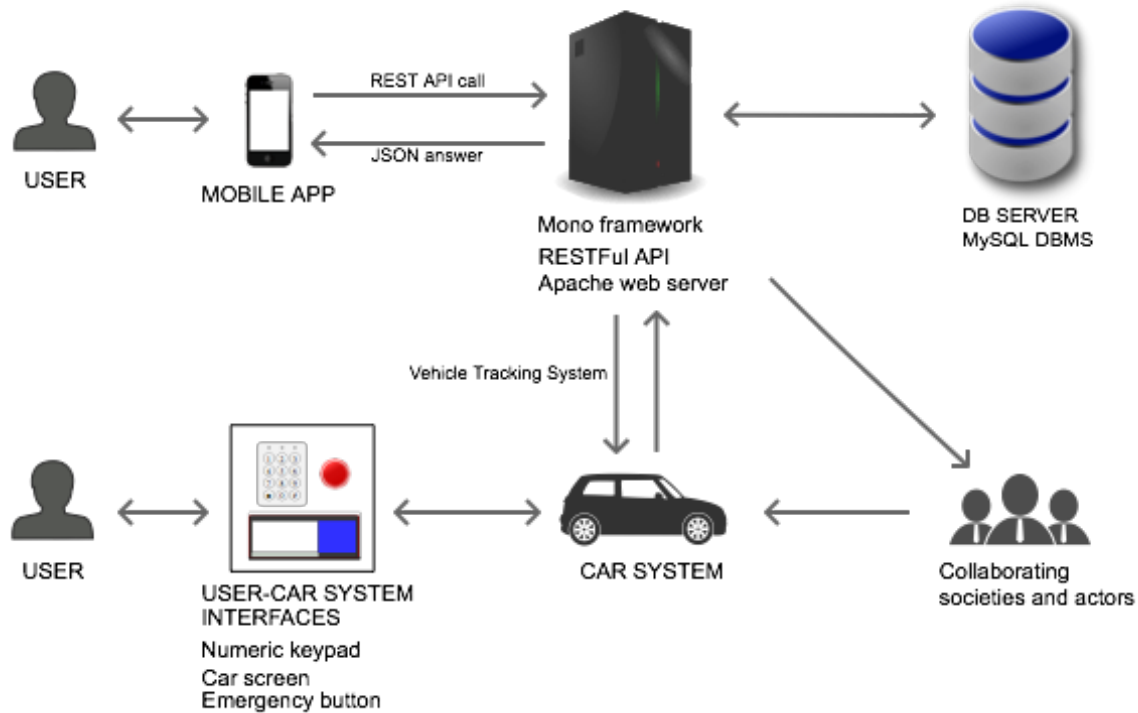 REST API call
JSON answer
USER
MOBILE APP
Mono framework
RESTFul API
Apache web server
DB SERVER
MySQL DBMS
Vehicle Tracking System
USER
USER-CAR SYSTEM
INTERFACES
Numeric keypad
Car screen
Emergency button
CAR SYSTEM
Collaborating
societies and actors